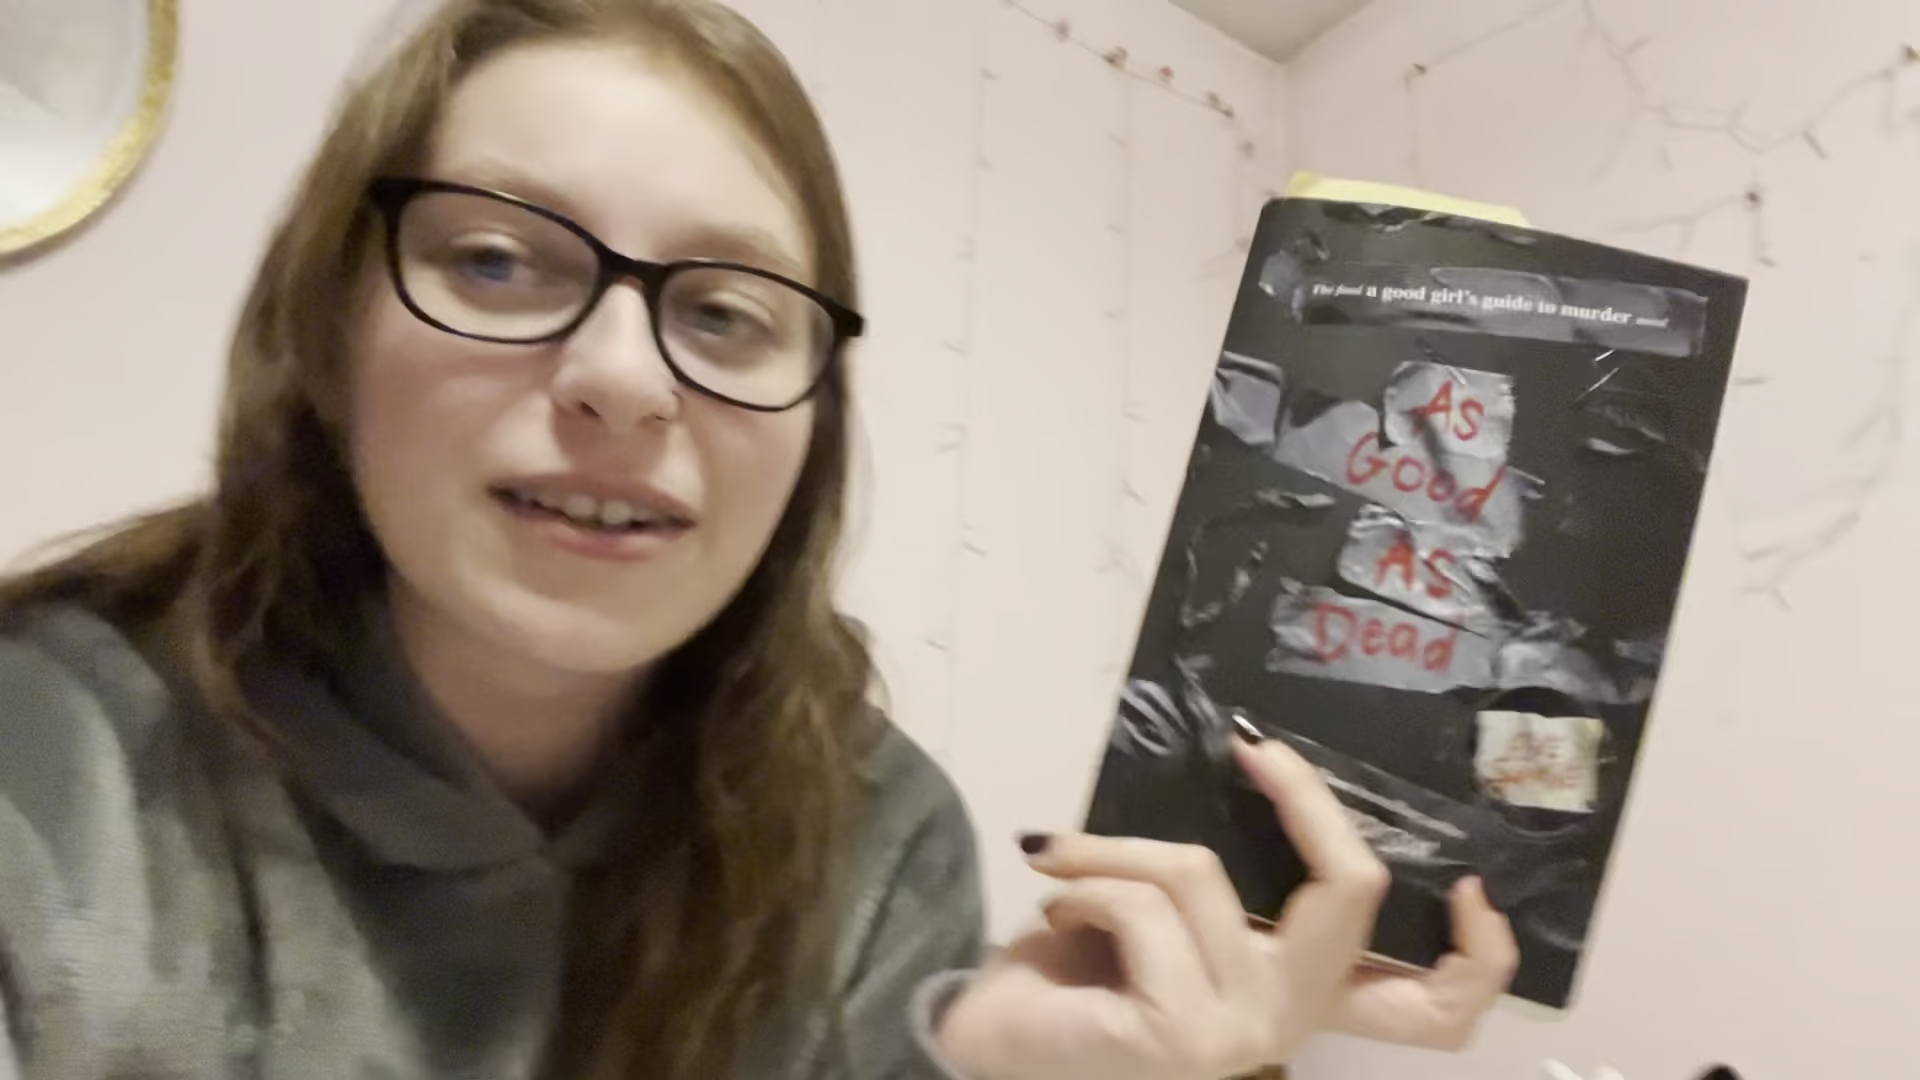 The final a good girl's guide to murder novel
As
Good
As
Dead